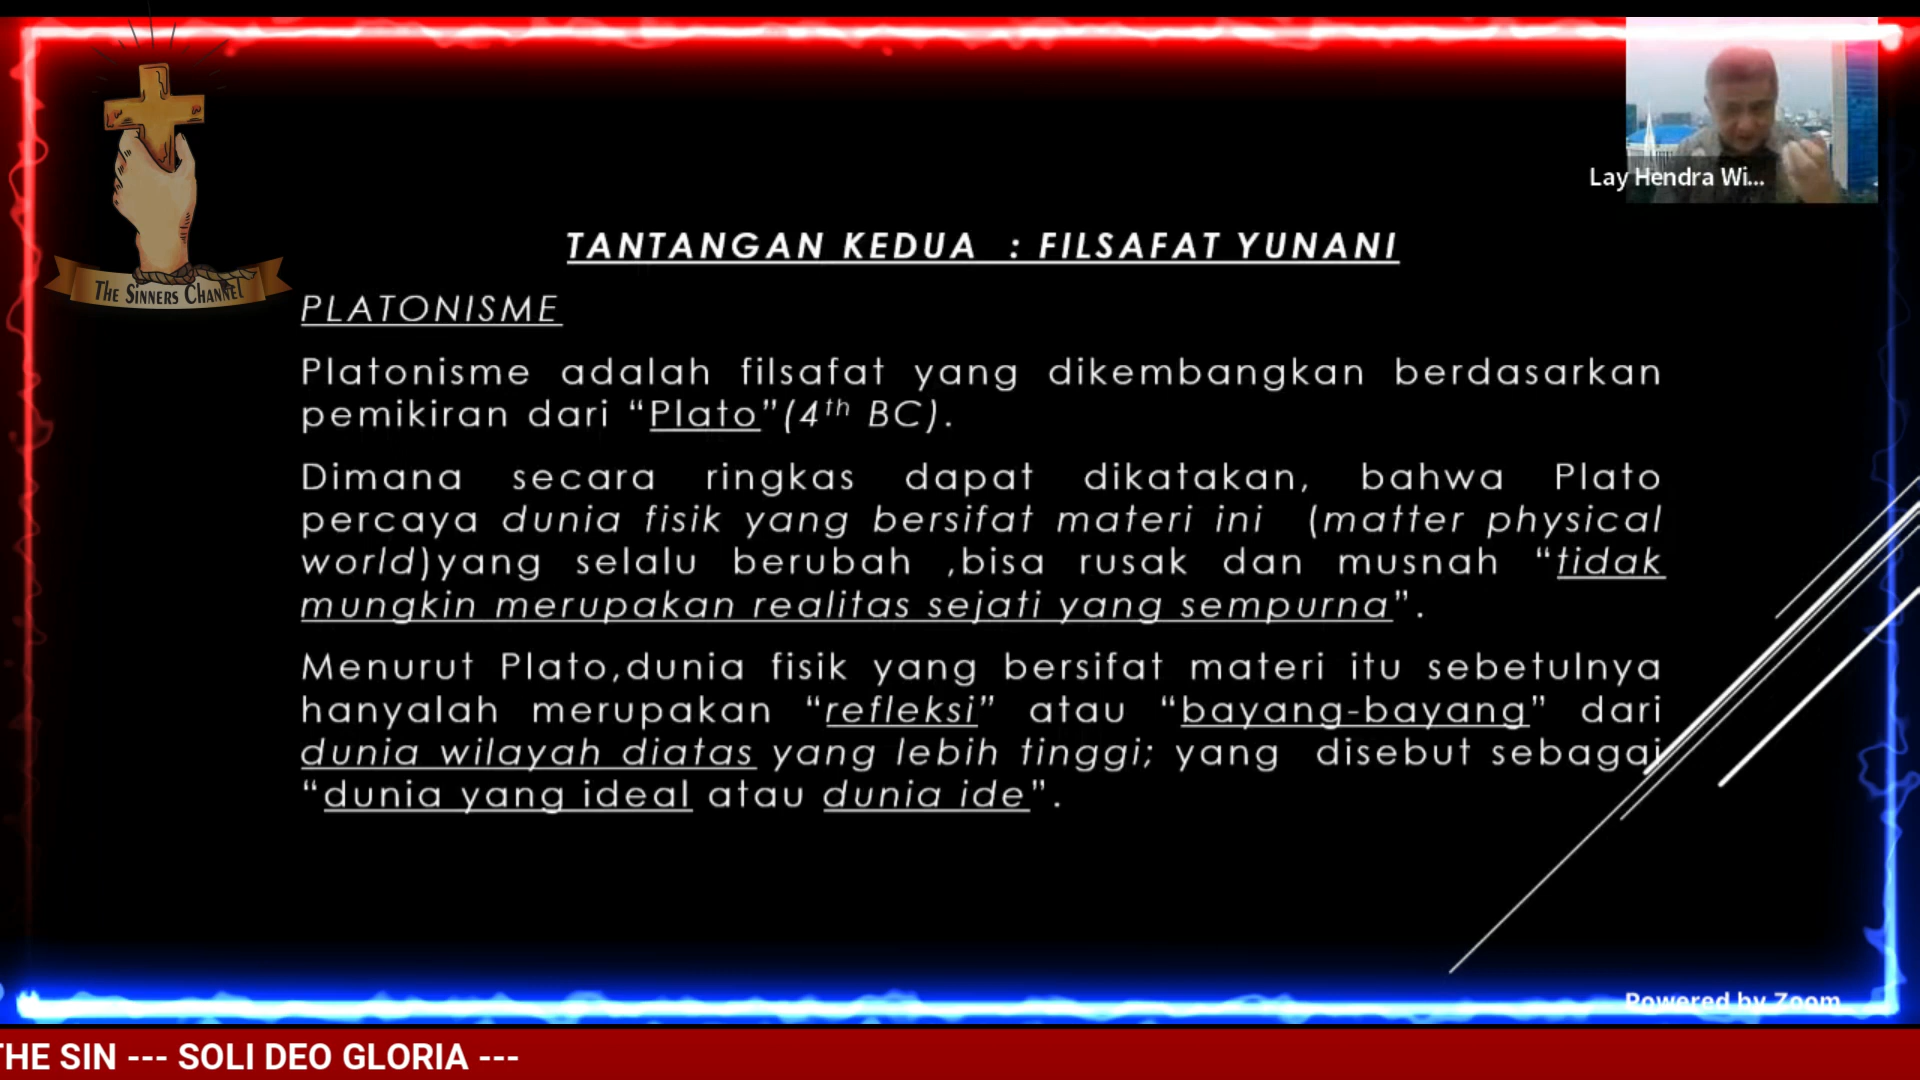 THE SINNERS CHANNEL
Lay Hendra Wi...
TANTANGAN KEDUA : FILSAFAT YUNANI
PLATONISME
Platonisme adalah filsafat yang dikembangkan berdasarkan
pemikiran dari “Plato”(4th BC).
Dimana secara ringkas dapat dikatakan, bahwa Plato
percaya dunia fisik yang bersifat materi ini (matter physical
world)yang selalu berubah ,bisa rusak dan musnah “tidak
mungkin merupakan realitas sejati yang sempurna”.
Menurut Plato,dunia fisik yang bersifat materi itu sebetulnya
hanyalah merupakan “refleksi” atau “bayang-bayang” dari
dunia wilayah diatas yang lebih tinggi; yang disebut sebagai
“dunia yang ideal atau dunia ide”.
Powered by Zoom
THE SIN --- SOLI DEO GLORIA ---